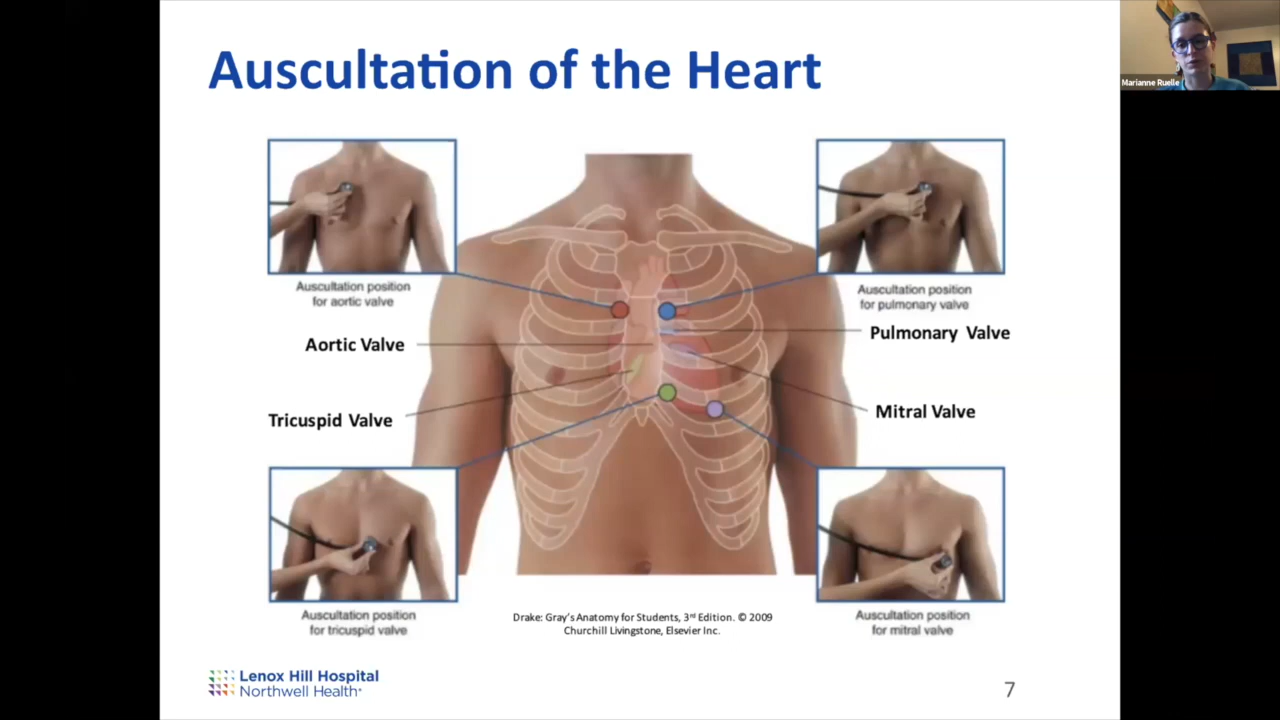 Auscultation of the Heart
Marianne Ruelle
Auscultation position
for aortic valve
Auscultation position
for pulmonary valve
Aortic Valve
Pulmonary Valve
Tricuspid Valve
Mitral Valve
Auscultation position
for tricuspid valve
Drake: Gray's Anatomy for Students, 3rd Edition. © 2009
Churchill Livingstone, Elsevier Inc.
Auscultation position
for mitral valve
Lenox Hill Hospital
Northwell Health
7